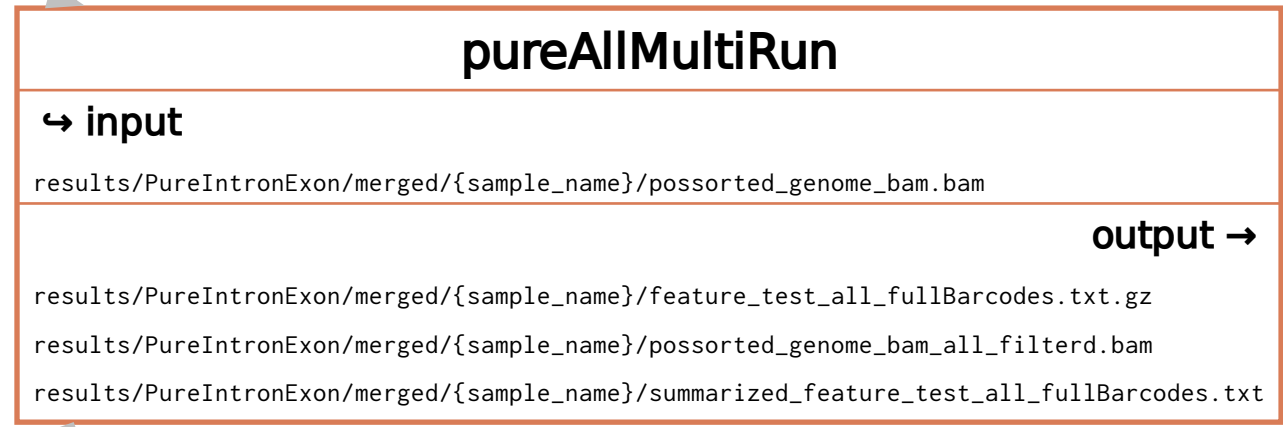 pureAllMultiRun
↪ input
results/PureIntronExon/merged/{sample_name}/possorted_genome_bam.bam
output →
results/PureIntronExon/merged/{sample_name}/feature_test_all_fullBarcodes.txt.gz
results/PureIntronExon/merged/{sample_name}/possorted_genome_bam_all_filterd.bam
results/PureIntronExon/merged/{sample_name}/summarized_feature_test_all_fullBarcodes.txt